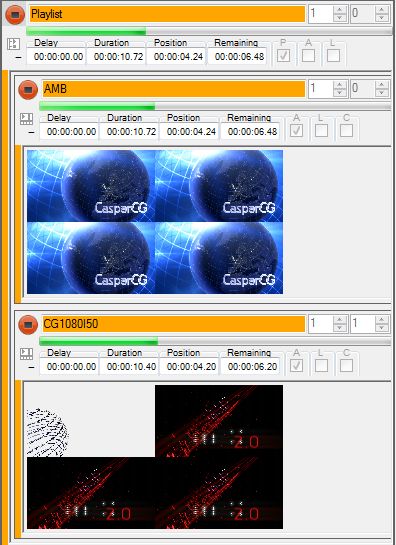 Playlist 1 0
Delay Duration Position Remaining P A L
00:00:00.00 00:00:10.72 00:00:04.24 00:00:06.48
AMB 1 0
Delay Duration Position Remaining A L C
00:00:00.00 00:00:10.72 00:00:04.24 00:00:06.48
CasparCG CasparCG
CasparCG CasparCG
CG1080I50 1 1
Delay Duration Position Remaining A L C
00:00:00.00 00:00:10.40 00:00:04.20 00:00:06.20
2.0
2.0 2.0